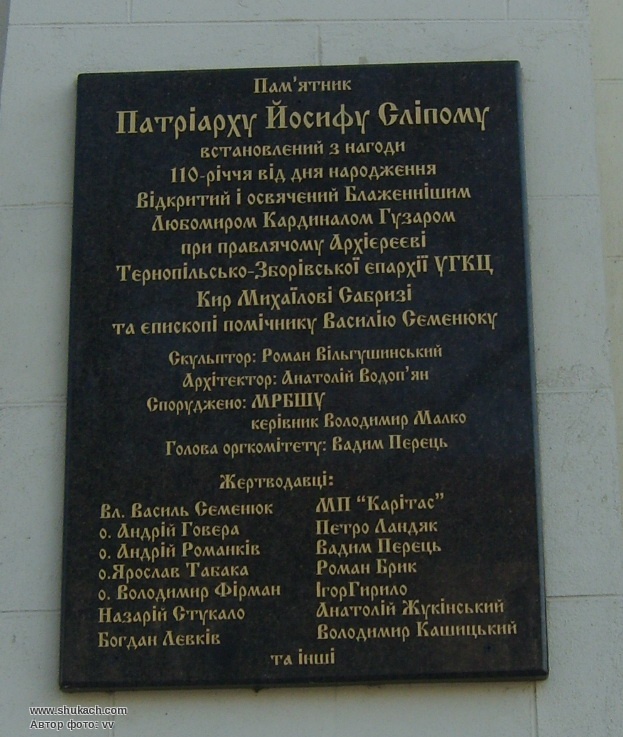 Пам'ятник
Патріарху Йосифу Сліпому
встановлений з нагоди
110-річчя від дня народження
Відкритий і освячений Блаженнішим
Любомиром Кардиналом Гузаром
при правлячому Архієреєві
Тернопільсько-Зборівської єпархії УГКЦ
Кир Михаїлові Сабризі
та єпископі помічнику Василію Семенюку
Скульптор: Роман Вільгушинський
Архітектор: Анатолій Водоп'ян
Споруджено: МРБШУ
керівник Володимир Малко
Голова оргкомітету: Вадим Перець
Жертводавці:
Вл. Василь Семенюк
о. Андрій Говера
о. Андрій Романків
о.Ярослав Табака
о. Володимир Фірман
Назарій Стукало
Богдан Левків
МП "Карітас"
Петро Ландяк
Вадим Перець
Роман Брик
ІгорГирило
Анатолій Жукінський
Володимир Кашицький
та інші
www.shukach.com
Автор фото: vv